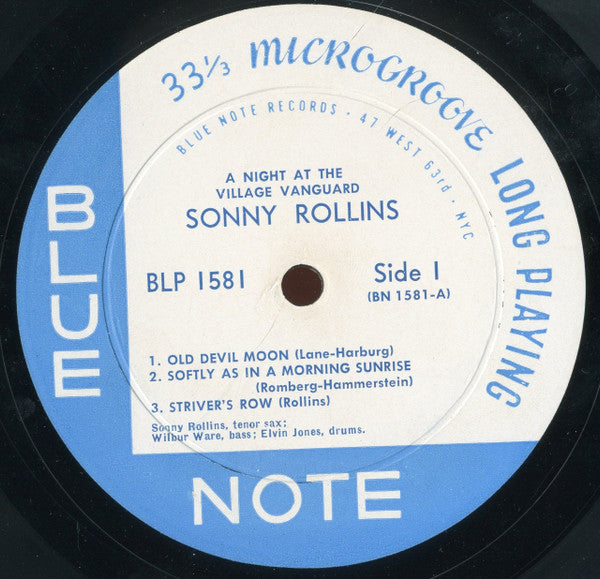 33⅓ MICROGROOVE LONG PLAYING
BLUE NOTE RECORDS · 47 WEST 63rd · NYC
A NIGHT AT THE
VILLAGE VANGUARD
SONNY ROLLINS
BLP 1581
Side 1
(BN 1581-A)
1. OLD DEVIL MOON (Lane-Harburg)
2. SOFTLY AS IN A MORNING SUNRISE
(Romberg-Hammerstein)
3. STRIVER'S ROW (Rollins)
Sonny Rollins, tenor sax;
Wilbur Ware, bass; Elvin Jones, drums.
BLUE
NOTE